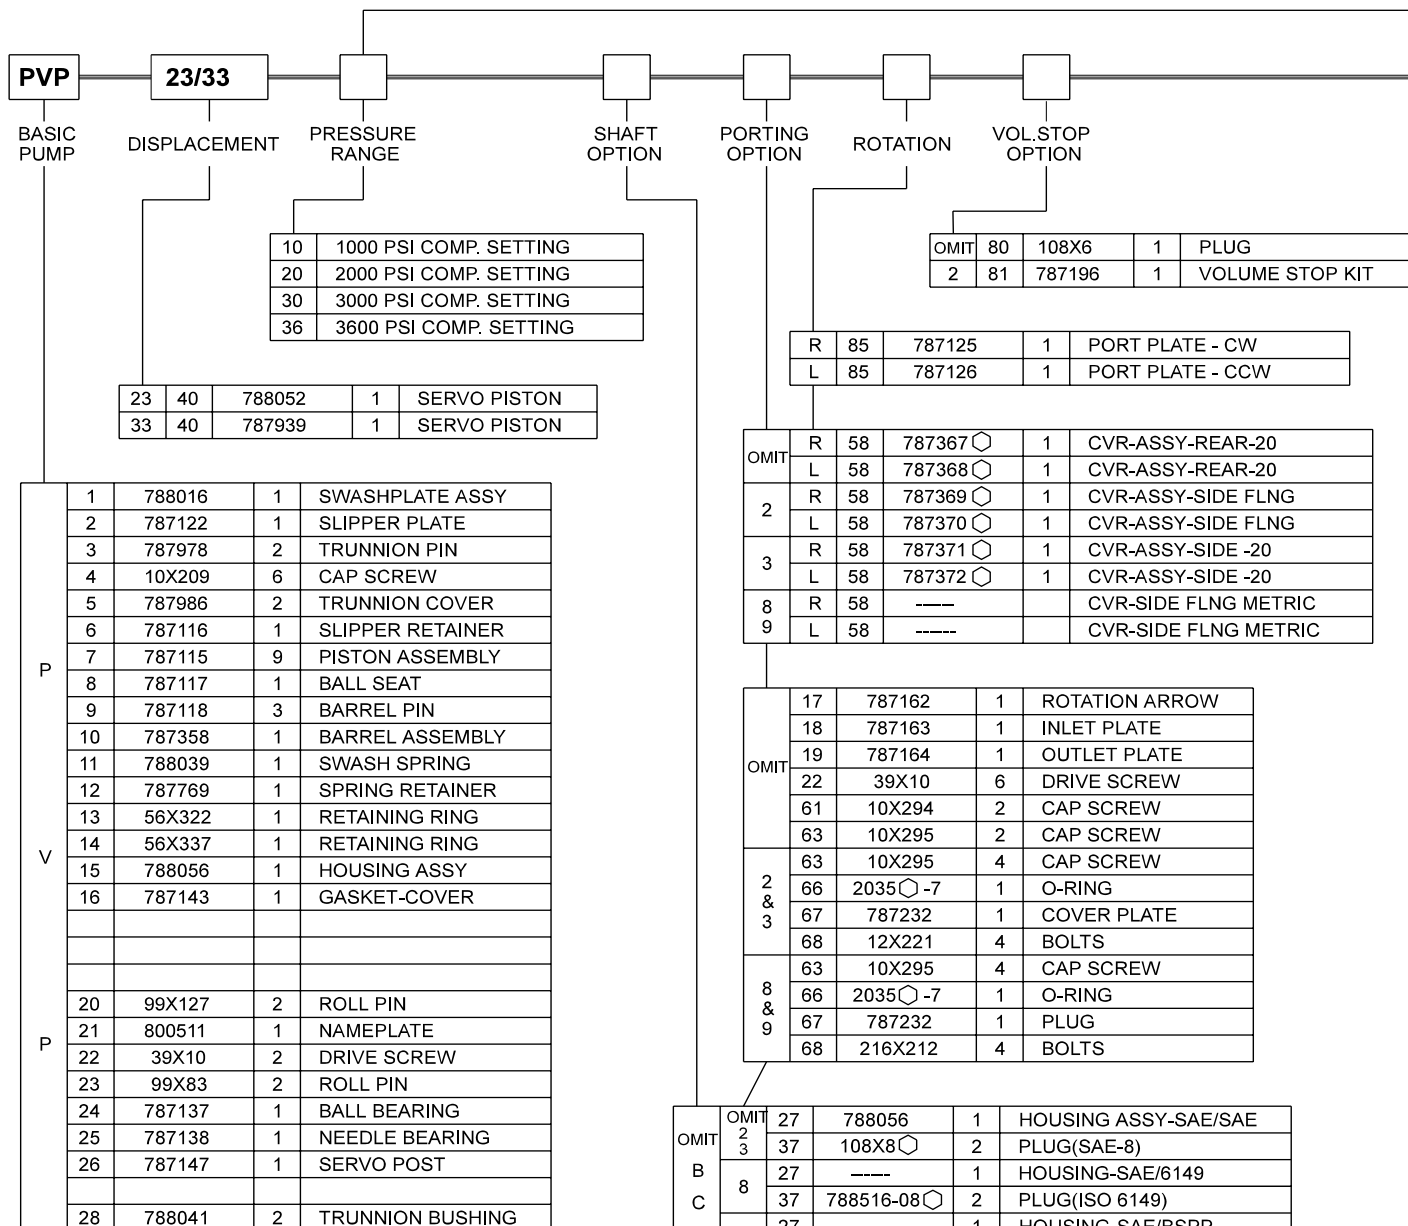 PVP 23/33
BASIC PUMP
DISPLACEMENT
PRESSURE RANGE
SHAFT OPTION
PORTING OPTION
ROTATION
VOL.STOP OPTION
10 1000 PSI COMP. SETTING
20 2000 PSI COMP. SETTING
30 3000 PSI COMP. SETTING
36 3600 PSI COMP. SETTING
OMIT 80 108X6 1 PLUG
2 81 787196 1 VOLUME STOP KIT
R 85 787125 1 PORT PLATE - CW
L 85 787126 1 PORT PLATE - CCW
23 40 788052 1 SERVO PISTON
33 40 787939 1 SERVO PISTON
OMIT R 58 787367⬡ 1 CVR-ASSY-REAR-20
L 58 787368⬡ 1 CVR-ASSY-REAR-20
2 R 58 787369⬡ 1 CVR-ASSY-SIDE FLNG
L 58 787370⬡ 1 CVR-ASSY-SIDE FLNG
3 R 58 787371⬡ 1 CVR-ASSY-SIDE -20
L 58 787372⬡ 1 CVR-ASSY-SIDE -20
8 R 58 ------ CVR-SIDE FLNG METRIC
9 L 58 ------ CVR-SIDE FLNG METRIC
P V P
1 788016 1 SWASHPLATE ASSY
2 787122 1 SLIPPER PLATE
3 787978 2 TRUNNION PIN
4 10X209 6 CAP SCREW
5 787986 2 TRUNNION COVER
6 787116 1 SLIPPER RETAINER
7 787115 9 PISTON ASSEMBLY
8 787117 1 BALL SEAT
9 787118 3 BARREL PIN
10 787358 1 BARREL ASSEMBLY
11 788039 1 SWASH SPRING
12 787769 1 SPRING RETAINER
13 56X322 1 RETAINING RING
14 56X337 1 RETAINING RING
15 788056 1 HOUSING ASSY
16 787143 1 GASKET-COVER
20 99X127 2 ROLL PIN
21 800511 1 NAMEPLATE
22 39X10 2 DRIVE SCREW
23 99X83 2 ROLL PIN
24 787137 1 BALL BEARING
25 787138 1 NEEDLE BEARING
26 787147 1 SERVO POST
28 788041 2 TRUNNION BUSHING
OMIT 17 787162 1 ROTATION ARROW
18 787163 1 INLET PLATE
19 787164 1 OUTLET PLATE
22 39X10 6 DRIVE SCREW
61 10X294 2 CAP SCREW
63 10X295 2 CAP SCREW
2 & 3 63 10X295 4 CAP SCREW
66 2035⬡-7 1 O-RING
67 787232 1 COVER PLATE
68 12X221 4 BOLTS
8 & 9 63 10X295 4 CAP SCREW
66 2035⬡-7 1 O-RING
67 787232 1 PLUG
68 216X212 4 BOLTS
OMIT B C
OMIT 2 3 27 788056 1 HOUSING ASSY-SAE/SAE
37 108X8⬡ 2 PLUG(SAE-8)
8 27 ------ 1 HOUSING-SAE/6149
37 788516-08⬡ 2 PLUG(ISO 6149)
27 1 HOUSING-SAE/BSPP